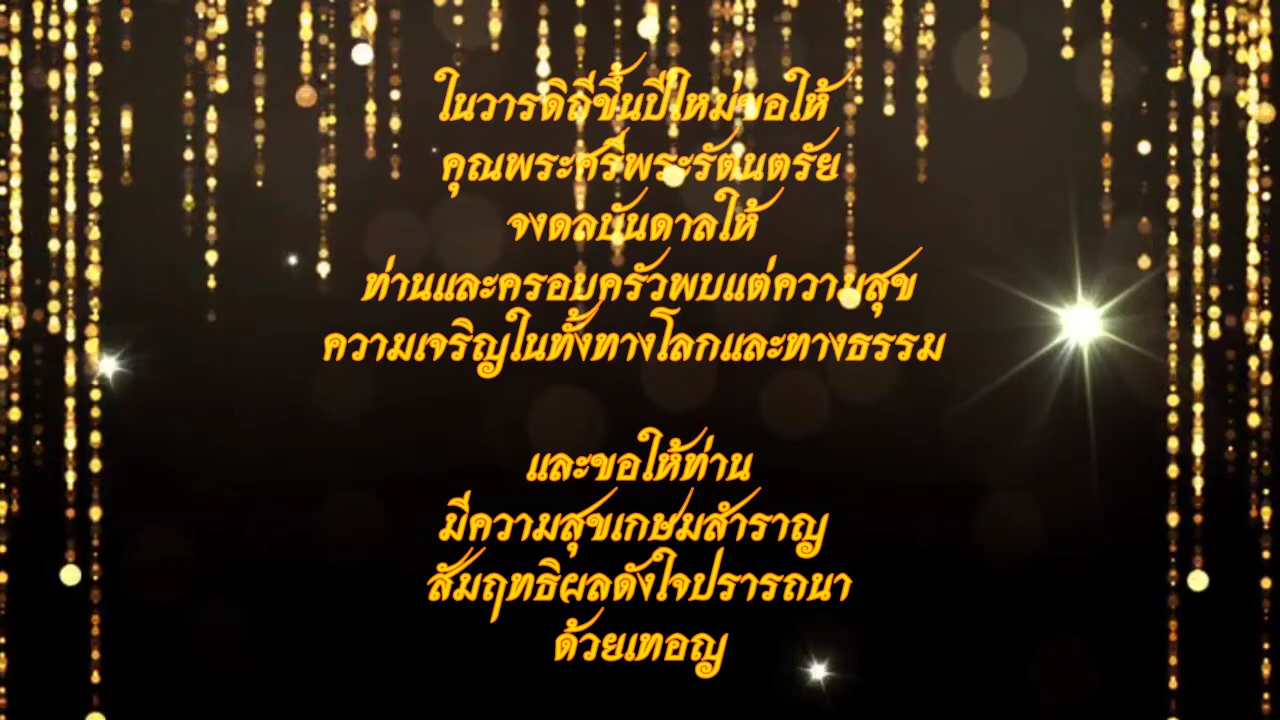 ในวารดิถีขึ้นปีใหม่ขอให้
คุณพระศรีพระรัตนตรัย
จงดลบันดาลให้
ท่านและครอบครัวพบแต่ความสุข
ความเจริญในทั้งทางโลกและทางธรรม
และขอให้ท่าน
มีความสุขเกษมสำราญ
สัมฤทธิผลดังใจปรารถนา
ด้วยเทอญ